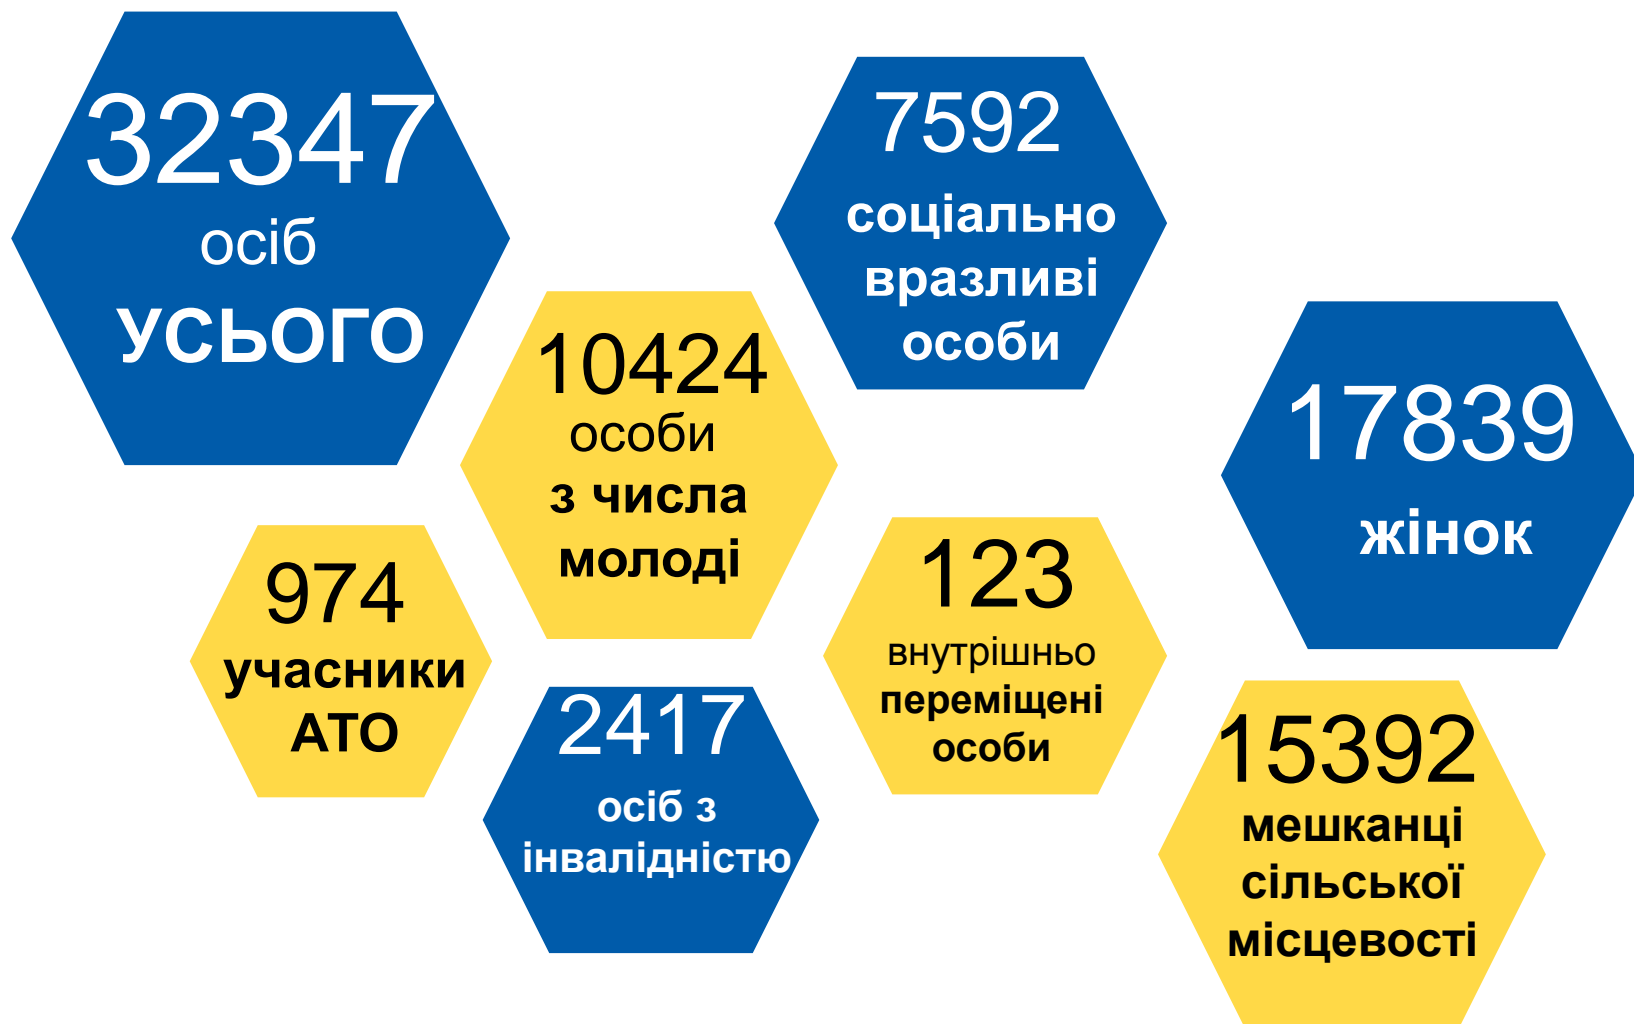 32347
осіб
УСЬОГО
7592
соціально
вразливі
особи
10424
особи
з числа
молоді
17839
жінок
974
учасники
АТО
123
внутрішньо
переміщені
особи
2417
осіб з
інвалідністю
15392
мешканці
сільської
місцевості